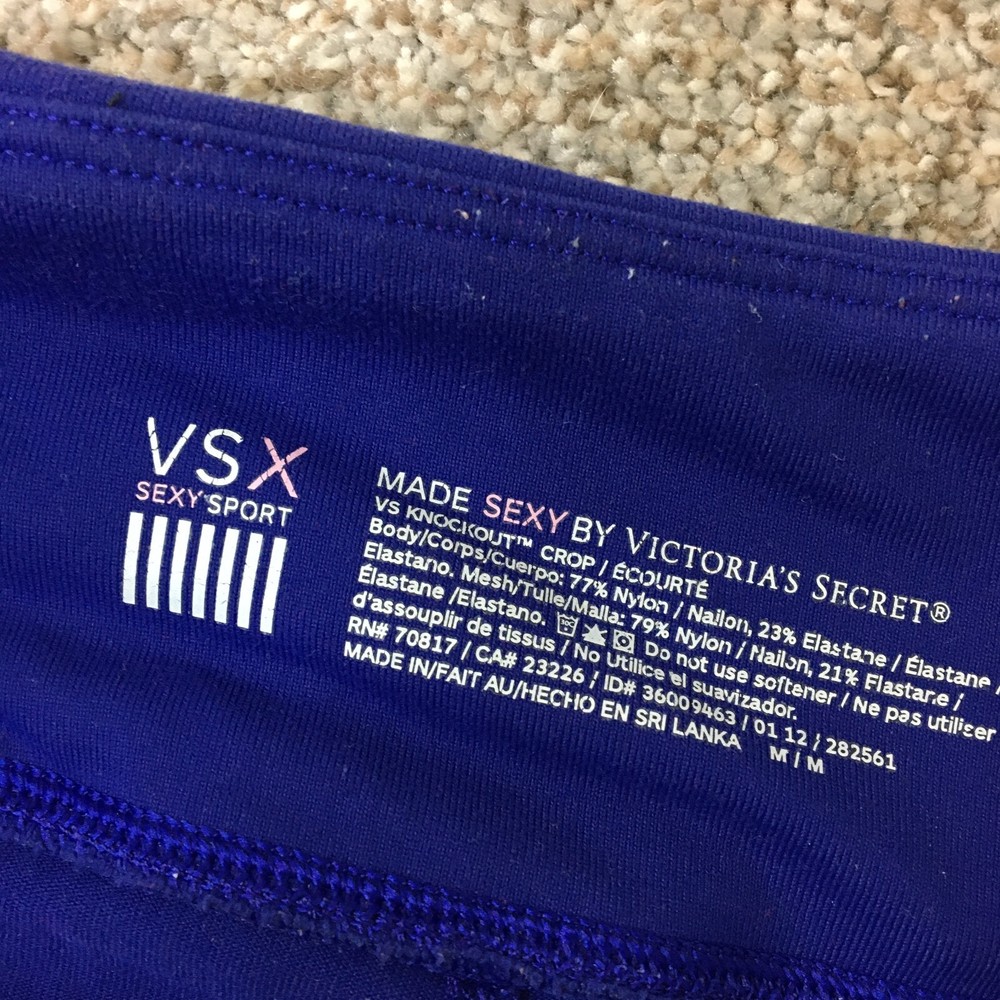 VSX
SEXY SPORT
MADE SEXY BY VICTORIA'S SECRET®
VS KNOCKOUT™ CROP / ÉCOURTÉ
Body/Corps/Cuerpo: 77% Nylon / Nailon, 23% Elastane / Élastane /
Elastano. Mesh/Tulle/Malla: 79% Nylon / Nailon, 21% Elastane /
Élastane /Elastano. 30C Do not use softener / Ne pas utiliser
d'assouplir de tissus / No Utilice el suavizador.
RN# 70817 / CA# 23226 / ID# 36009463 / 01 12 / 282561
MADE IN/FAIT AU/HECHO EN SRI LANKA M / M